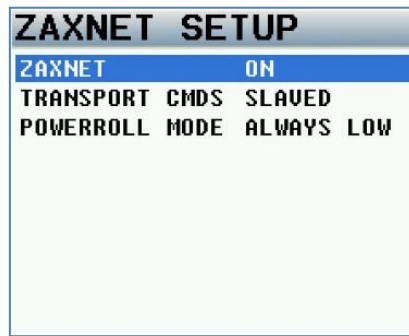 ZAXNET SETUP
ZAXNET ON
TRANSPORT CMDS SLAVED
POWERROLL MODE ALWAYS LOW